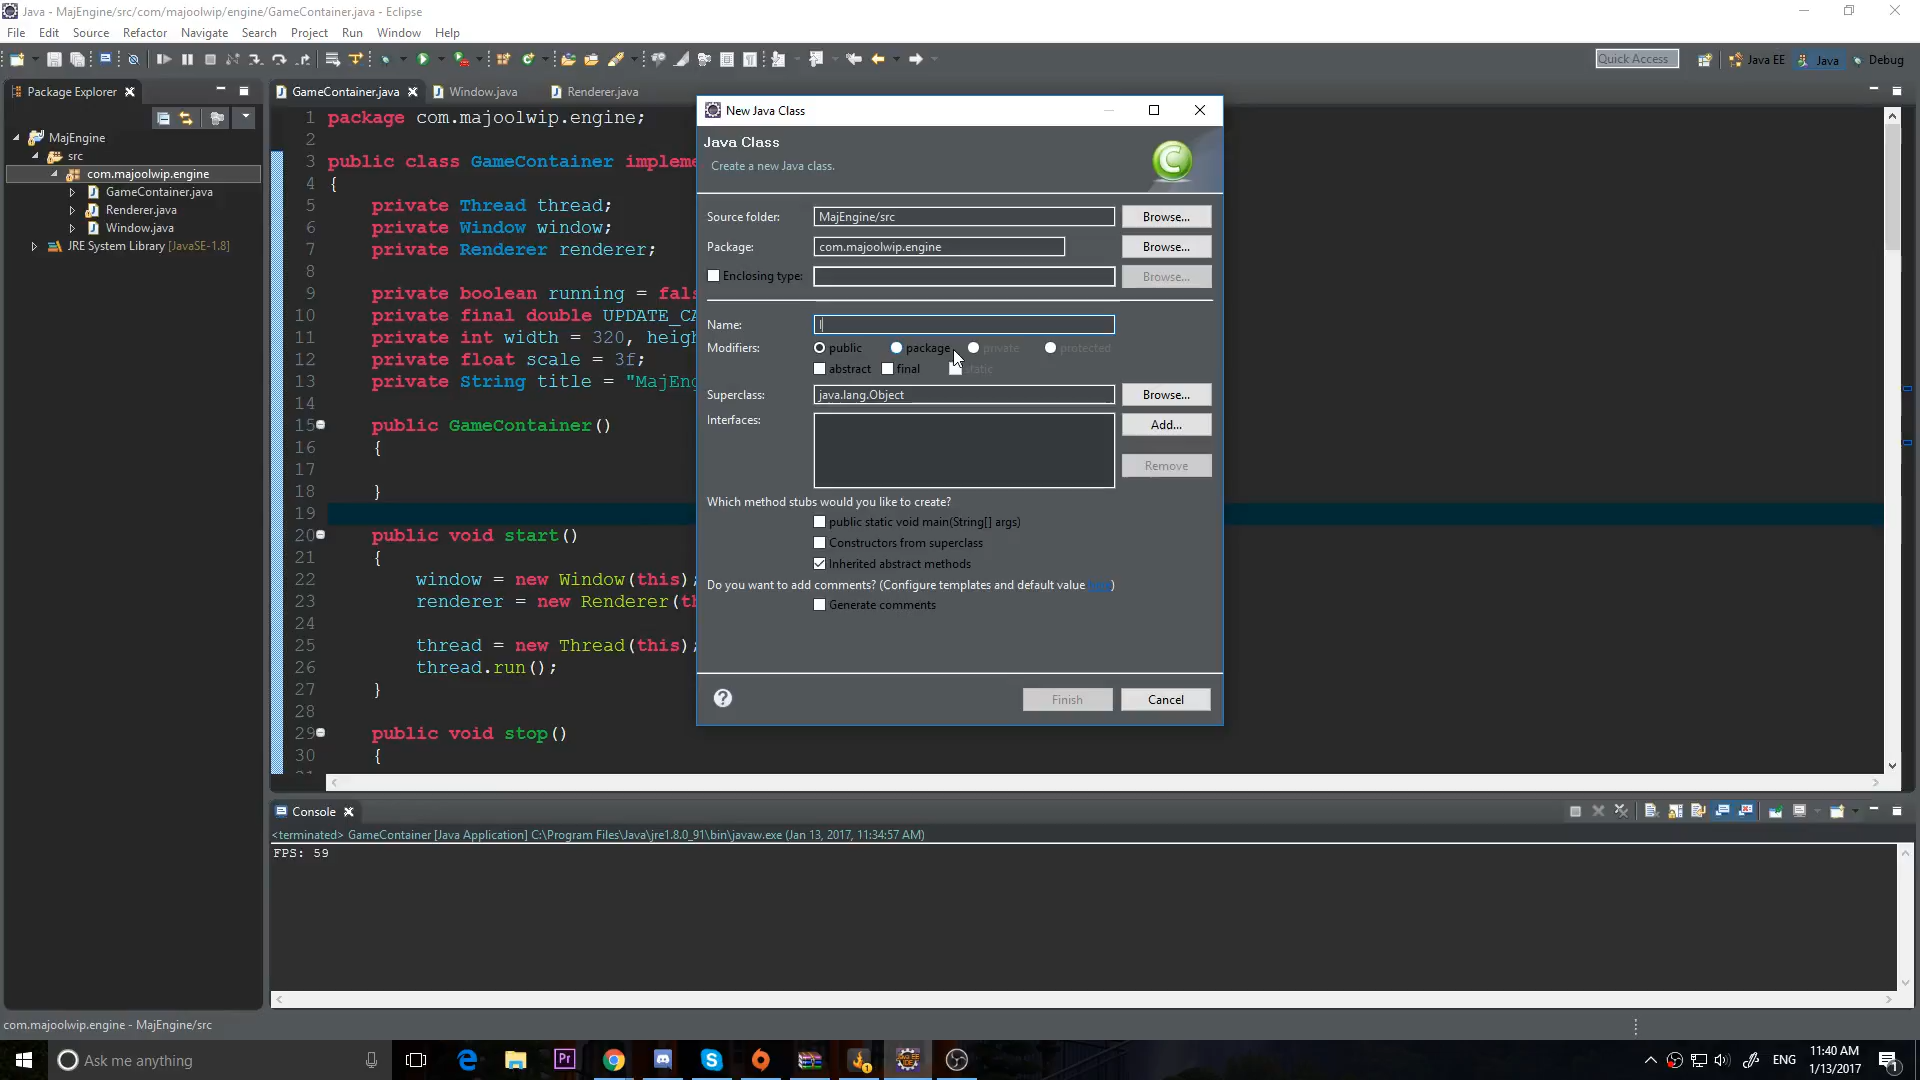 Java - MajEngine/src/com/majoolwip/engine/GameContainer.java - Eclipse
File Edit Source Refactor Navigate Search Project Run Window Help
Quick Access Java EE Java Debug
Package Explorer
GameContainer.java Window.java Renderer.java
MajEngine
src
com.majoolwip.engine
GameContainer.java
Renderer.java
Window.java
JRE System Library [JavaSE-1.8]
1 package com.majoolwip.engine;
2
3 public class GameContainer
4 {
5 private Thread thread;
6 private Window window;
7 private Renderer renderer;
8
9 private boolean running =
10 private final double
11 private int width = 320,
12 private float scale = 3f;
13 private String title =
14
15 public GameContainer()
16 {
17
18 }
19
20 public void start()
21 {
22 window = new Window(this);
23 renderer = new Renderer(
24
25 thread = new Thread(this);
26 thread.run();
27 }
28
29 public void stop()
30 {
New Java Class
Java Class
Create a new Java class.
Source folder: MajEngine/src Browse...
Package: com.majoolwip.engine Browse...
Enclosing type: Browse...
Name:
Modifiers: public package private protected
abstract final static
Superclass: java.lang.Object Browse...
Interfaces: Add...
Remove
Which method stubs would you like to create?
public static void main(String[] args)
Constructors from superclass
Inherited abstract methods
Do you want to add comments? (Configure templates and default value here)
Generate comments
Finish Cancel
Console
<terminated> GameContainer [Java Application] C:\Program Files\Java\jre1.8.0_91\bin\javaw.exe (Jan 13, 2017, 11:34:57 AM)
FPS: 59
com.majoolwip.engine - MajEngine/src
Ask me anything
ENG
11:40 AM
1/13/2017